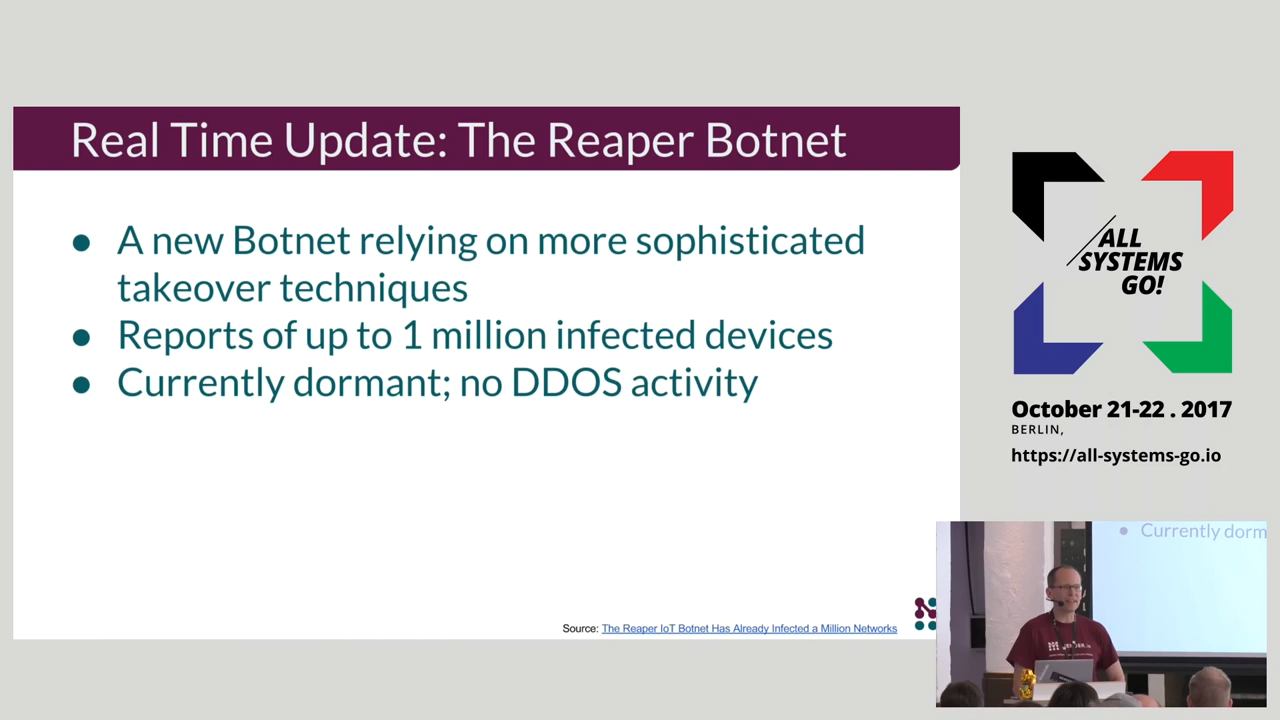 Real Time Update: The Reaper Botnet
● A new Botnet relying on more sophisticated
takeover techniques
● Reports of up to 1 million infected devices
● Currently dormant; no DDOS activity
Source: The Reaper IoT Botnet Has Already Infected a Million Networks
ALL
SYSTEMS
GO!
October 21-22 . 2017
BERLIN,
https://all-systems-go.io
● Currently dorm